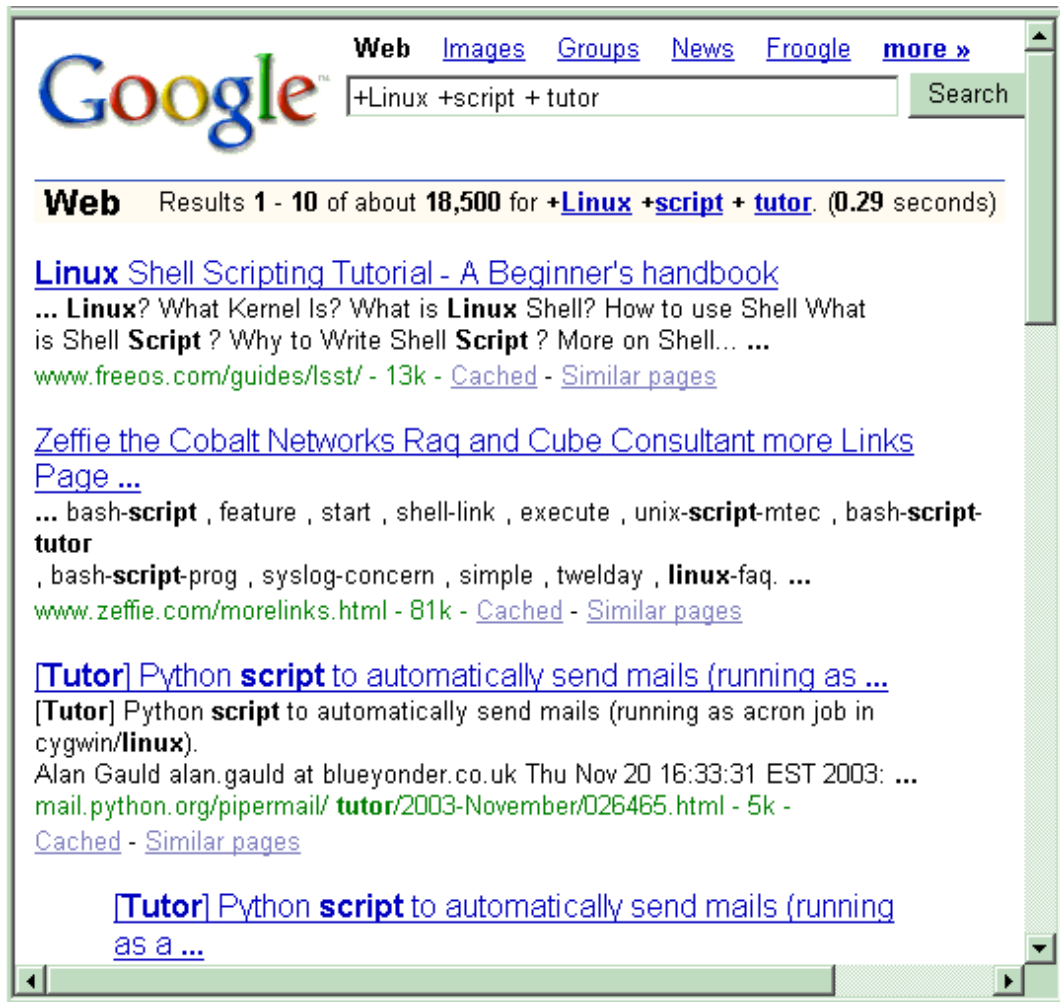 Google™
Web Images Groups News Froogle more »
+Linux +script + tutor Search
Web Results 1 - 10 of about 18,500 for +Linux +script + tutor. (0.29 seconds)
Linux Shell Scripting Tutorial - A Beginner's handbook
... Linux? What Kernel Is? What is Linux Shell? How to use Shell What
is Shell Script ? Why to Write Shell Script ? More on Shell... ...
www.freeos.com/guides/lsst/ - 13k - Cached - Similar pages
Zeffie the Cobalt Networks Raq and Cube Consultant more Links
Page ...
... bash-script , feature , start , shell-link , execute , unix-script-mtec , bash-script-
tutor
, bash-script-prog , syslog-concern , simple , twelday , linux-faq. ...
www.zeffie.com/morelinks.html - 81k - Cached - Similar pages
[Tutor] Python script to automatically send mails (running as ...
[Tutor] Python script to automatically send mails (running as acron job in
cygwin/linux).
Alan Gauld alan.gauld at blueyonder.co.uk Thu Nov 20 16:33:31 EST 2003: ...
mail.python.org/pipermail/ tutor/2003-November/026465.html - 5k -
Cached - Similar pages
[Tutor] Python script to automatically send mails (running
as a ...